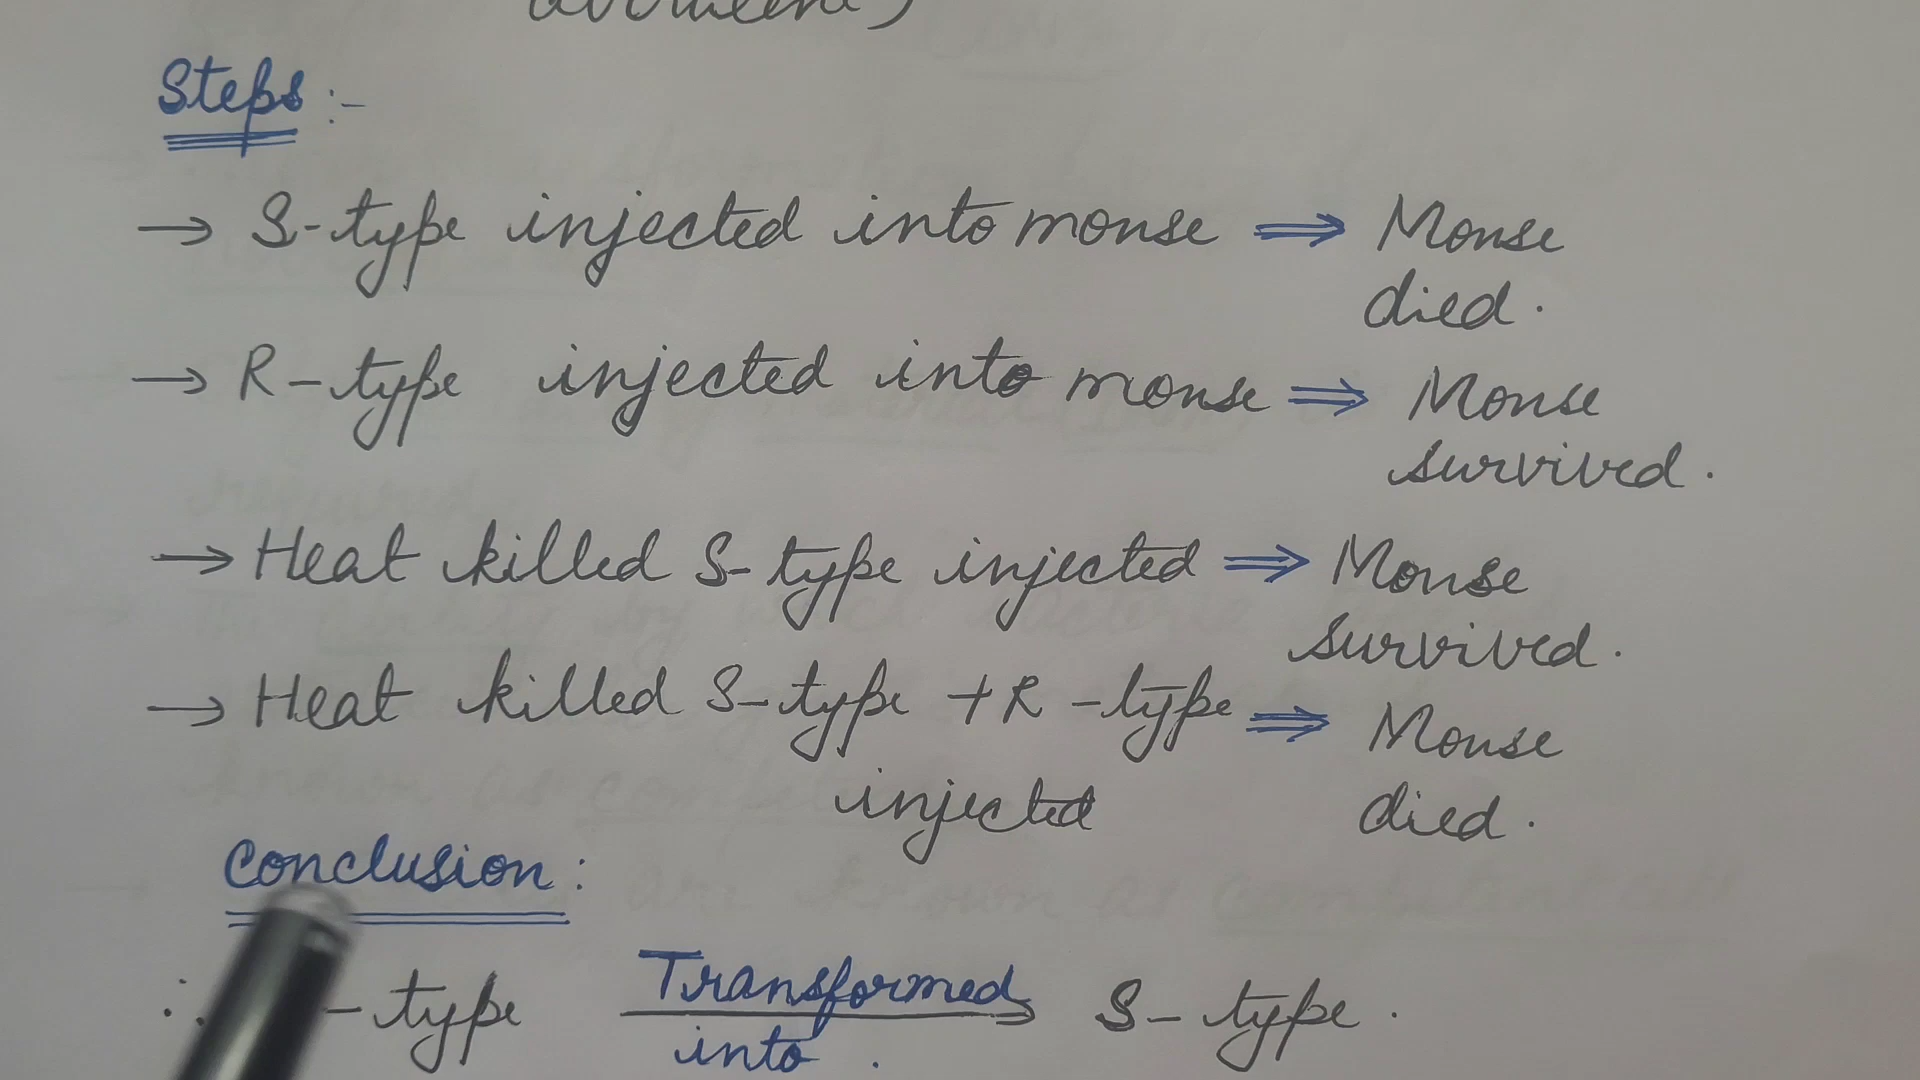 Steps :-
→ S-type injected into mouse ⇒ Mouse
died.
→ R-type injected into mouse ⇒ Mouse
survived.
→ Heat killed S-type injected ⇒ Mouse
survived.
→ Heat killed S-type + R-type ⇒ Mouse
injected died.
Conclusion :
∴ -type Transformed into. S-type.